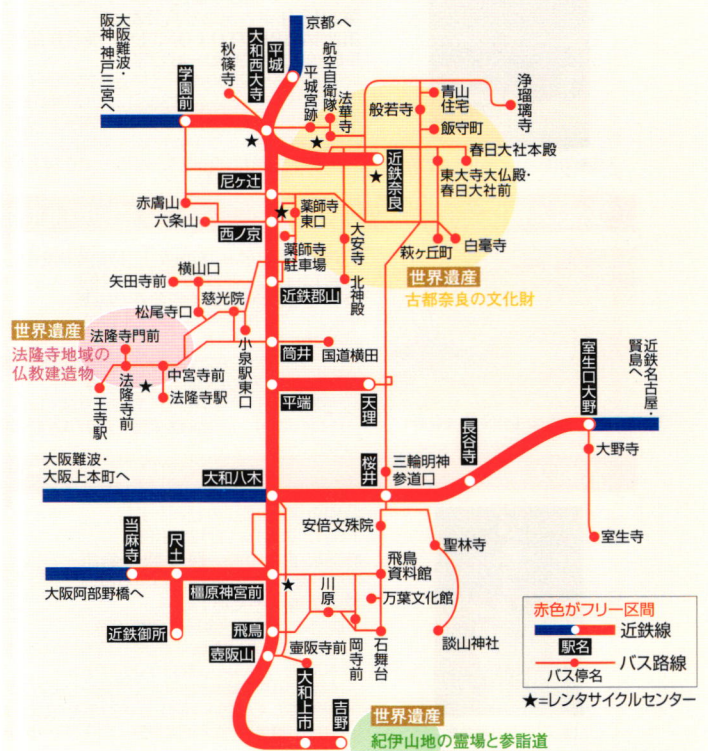 大阪難波・
阪神 神戸三宮へ
学園前
秋篠寺
大和西大寺
平城
京都へ
平城宮跡
航空自衛隊
法華寺
般若寺
青山
住宅
飯守町
浄瑠璃寺
春日大社本殿
東大寺大仏殿・
春日大社前
近鉄奈良
尼ヶ辻
赤膚山
六条山
西ノ京
薬師寺
東口
薬師寺
駐車場
大安寺
北神殿
萩ヶ丘町
白毫寺
世界遺産
古都奈良の文化財
横山口
矢田寺前
松尾寺口
慈光院
近鉄郡山
小泉駅東口
世界遺産
法隆寺地域の
仏教建造物
法隆寺門前
中宮寺前
法隆寺駅
法隆寺前
王寺駅
筒井
国道横田
平端
天理
室生口大野
近鉄名古屋・
賢島へ
大野寺
室生寺
長谷寺
桜井
三輪明神
参道口
大阪難波・
大阪上本町へ
大和八木
安倍文殊院
聖林寺
談山神社
当麻寺
尺土
大阪阿部野橋へ
橿原神宮前
近鉄御所
飛鳥
資料館
川原
万葉文化館
飛鳥
岡寺前
石舞台
壺阪山
壺阪寺前
大和上市
吉野
世界遺産
紀伊山地の霊場と参詣道
赤色がフリー区間
近鉄線
駅名
バス路線
バス停名
★=レンタサイクルセンター
★
★
★
★
★
★